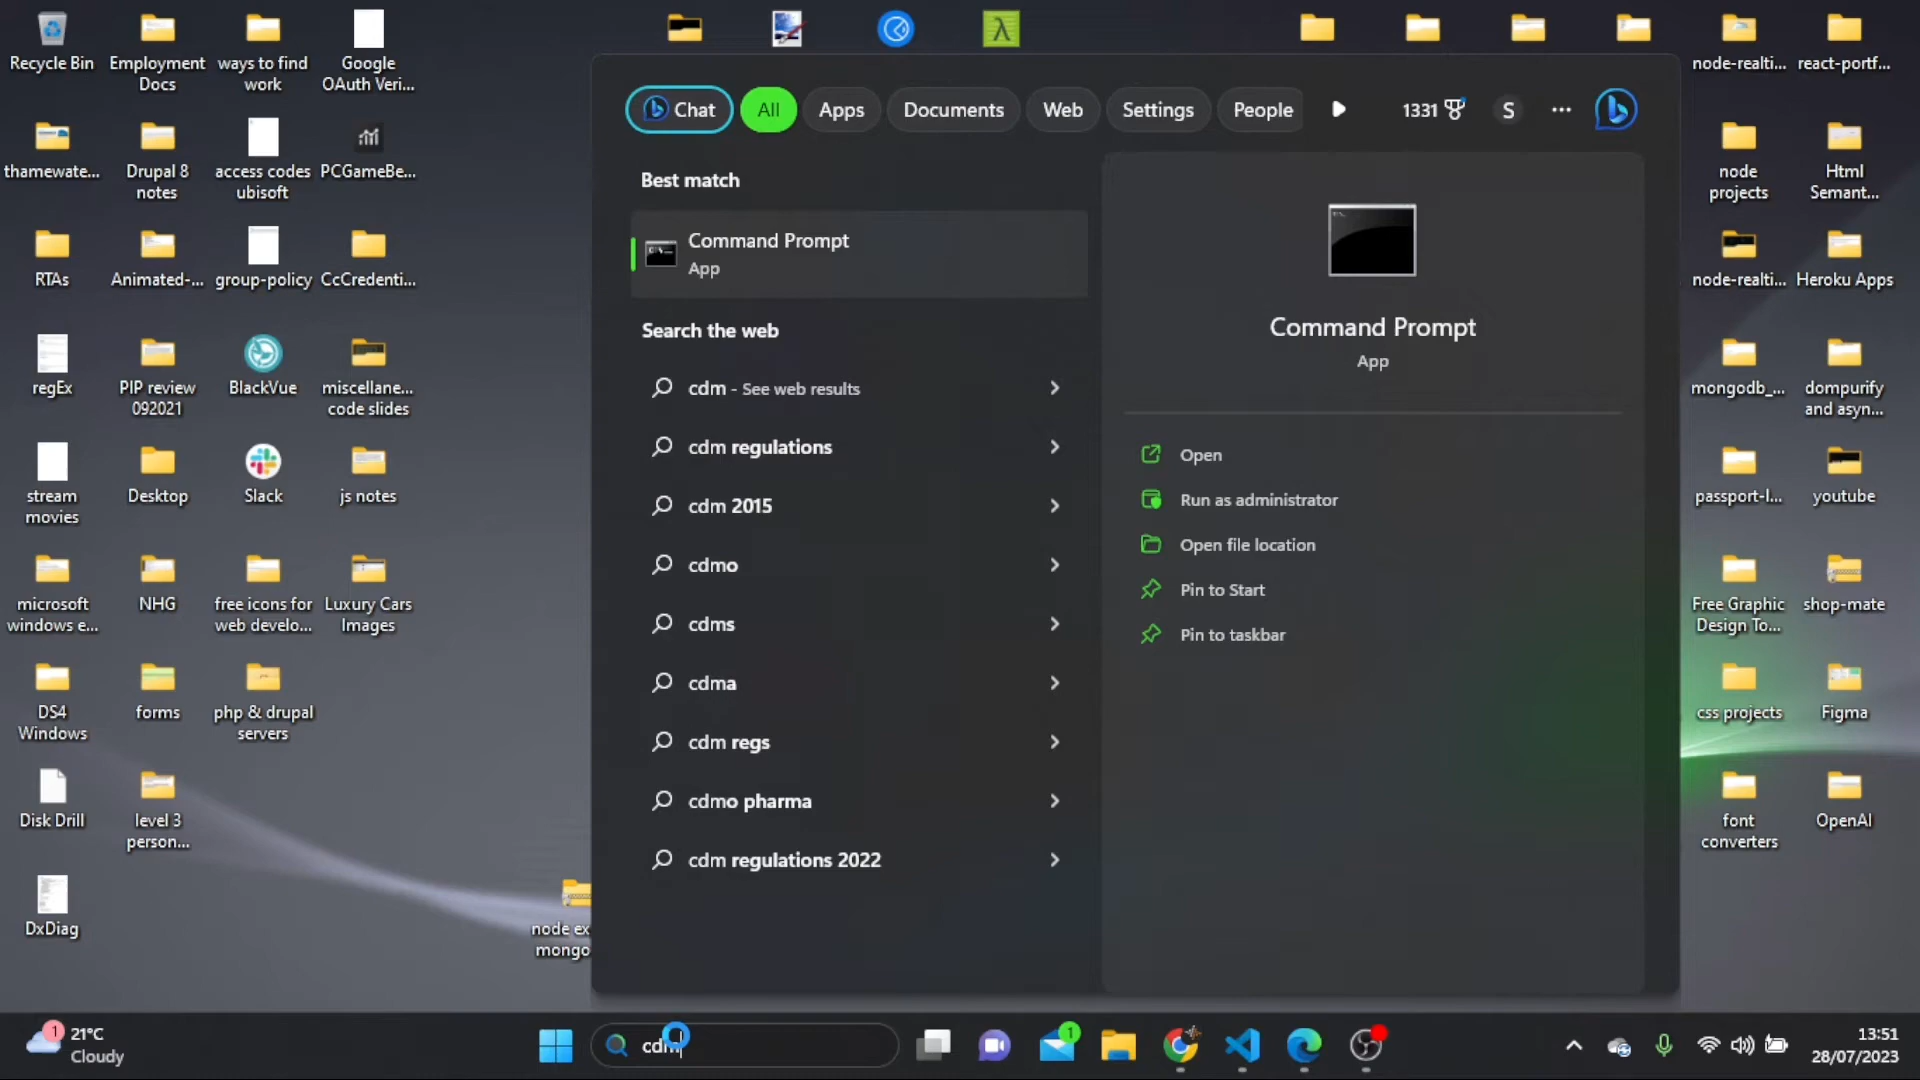 Recycle Bin
Employment
Docs
ways to find
work
Google
OAuth Veri...
thamewate...
Drupal 8
notes
access codes
ubisoft
PCGameBe...
RTAs
Animated-...
group-policy
CcCredenti...
regEx
PIP review
092021
BlackVue
miscellane...
code slides
stream
movies
Desktop
Slack
js notes
microsoft
windows e...
NHG
free icons for
web develo...
Luxury Cars
Images
DS4
Windows
forms
php & drupal
servers
Disk Drill
level 3
person...
DxDiag
node ex
mongo
Chat
All
Apps
Documents
Web
Settings
People
1331
S
Best match
Command Prompt
App
Search the web
cdm - See web results
cdm regulations
cdm 2015
cdmo
cdms
cdma
cdm regs
cdmo pharma
cdm regulations 2022
Command Prompt
App
Open
Run as administrator
Open file location
Pin to Start
Pin to taskbar
node-realti...
react-portf...
node
projects
Html
Semant...
node-realti...
Heroku Apps
mongodb_...
dompurify
and asyn...
passport-l...
youtube
Free Graphic
Design To...
shop-mate
css projects
Figma
font
converters
OpenAI
1
21°C
Cloudy
cdm
1
13:51
28/07/2023